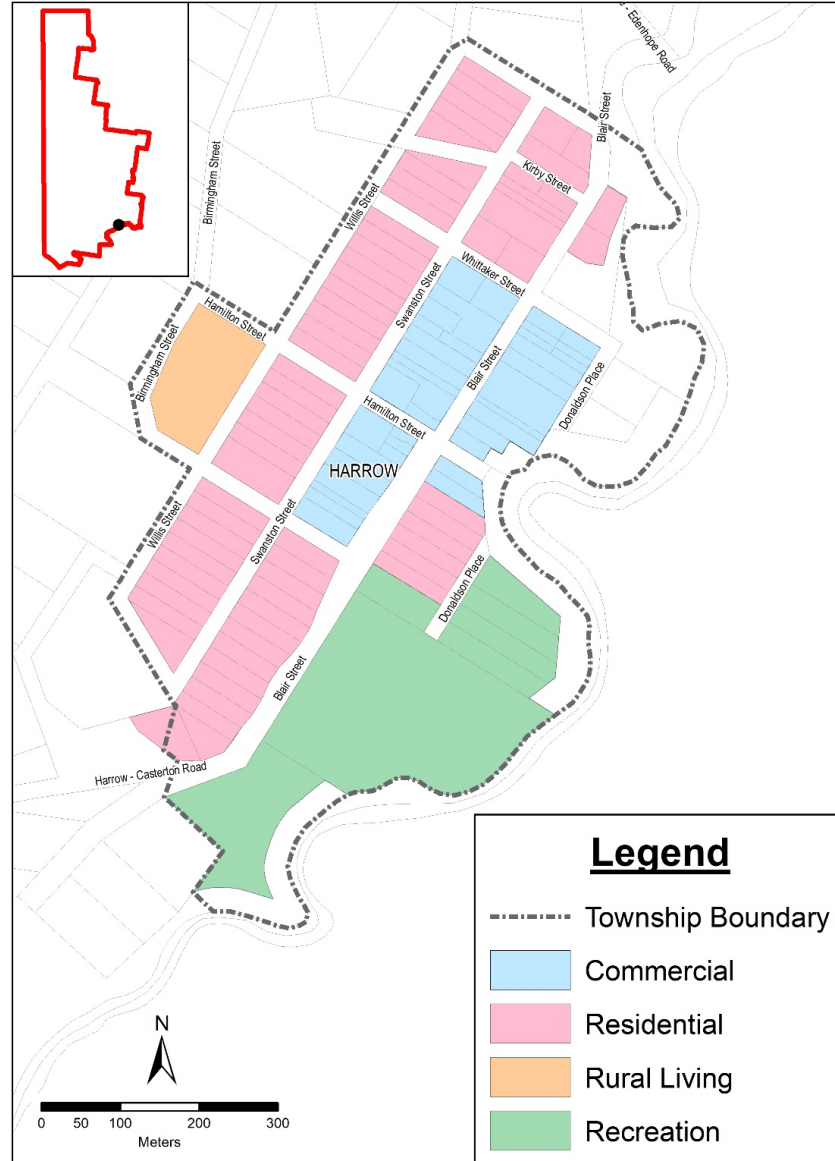 - Edenhope Road
Blair Street
Birmingham Street
Kirby Street
Willis Street
Whittaker Street
Swanston Street
Hamilton Street
Birmingham Street
Blair Street
Donaldson Place
Hamilton Street
HARROW
Willis Street
Swanston Street
Donaldson Place
Blair Street
Harrow - Casterton Road
Legend
Township Boundary
Commercial
Residential
Rural Living
Recreation
N
0 50 100 200 300
Meters